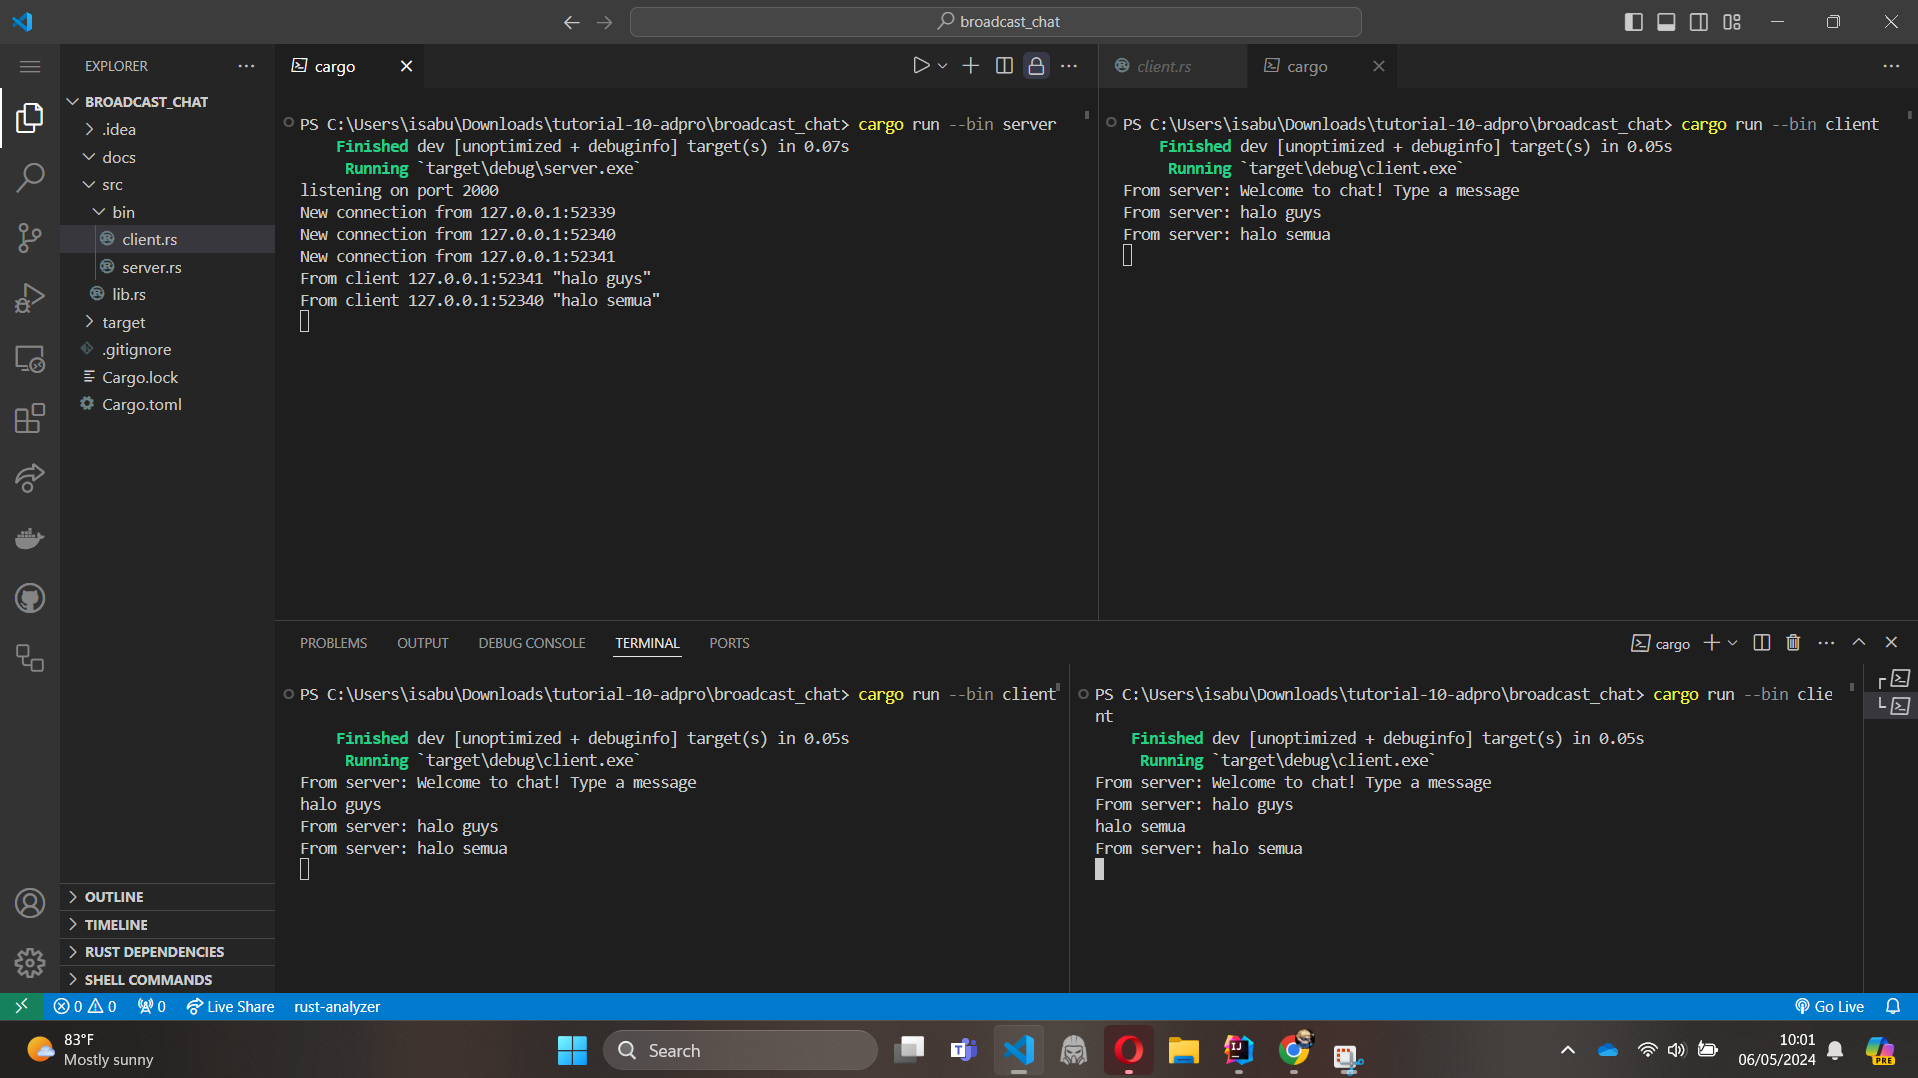 broadcast_chat
EXPLORER
BROADCAST_CHAT
.idea
docs
src
bin
client.rs
server.rs
lib.rs
target
.gitignore
Cargo.lock
Cargo.toml
OUTLINE
TIMELINE
RUST DEPENDENCIES
SHELL COMMANDS
cargo
PS C:\Users\isabu\Downloads\tutorial-10-adpro\broadcast_chat> cargo run --bin server
Finished dev [unoptimized + debuginfo] target(s) in 0.07s
Running `target\debug\server.exe`
listening on port 2000
New connection from 127.0.0.1:52339
New connection from 127.0.0.1:52340
New connection from 127.0.0.1:52341
From client 127.0.0.1:52341 "halo guys"
From client 127.0.0.1:52340 "halo semua"
client.rs
cargo
PS C:\Users\isabu\Downloads\tutorial-10-adpro\broadcast_chat> cargo run --bin client
Finished dev [unoptimized + debuginfo] target(s) in 0.05s
Running `target\debug\client.exe`
From server: Welcome to chat! Type a message
From server: halo guys
From server: halo semua
PROBLEMS OUTPUT DEBUG CONSOLE TERMINAL PORTS
cargo
PS C:\Users\isabu\Downloads\tutorial-10-adpro\broadcast_chat> cargo run --bin client
Finished dev [unoptimized + debuginfo] target(s) in 0.05s
Running `target\debug\client.exe`
From server: Welcome to chat! Type a message
halo guys
From server: halo guys
From server: halo semua
PS C:\Users\isabu\Downloads\tutorial-10-adpro\broadcast_chat> cargo run --bin clie
nt
Finished dev [unoptimized + debuginfo] target(s) in 0.05s
Running `target\debug\client.exe`
From server: Welcome to chat! Type a message
From server: halo guys
halo semua
From server: halo semua
0 0 0 Live Share rust-analyzer
Go Live
83°F
Mostly sunny
Search
10:01
06/05/2024
PRE